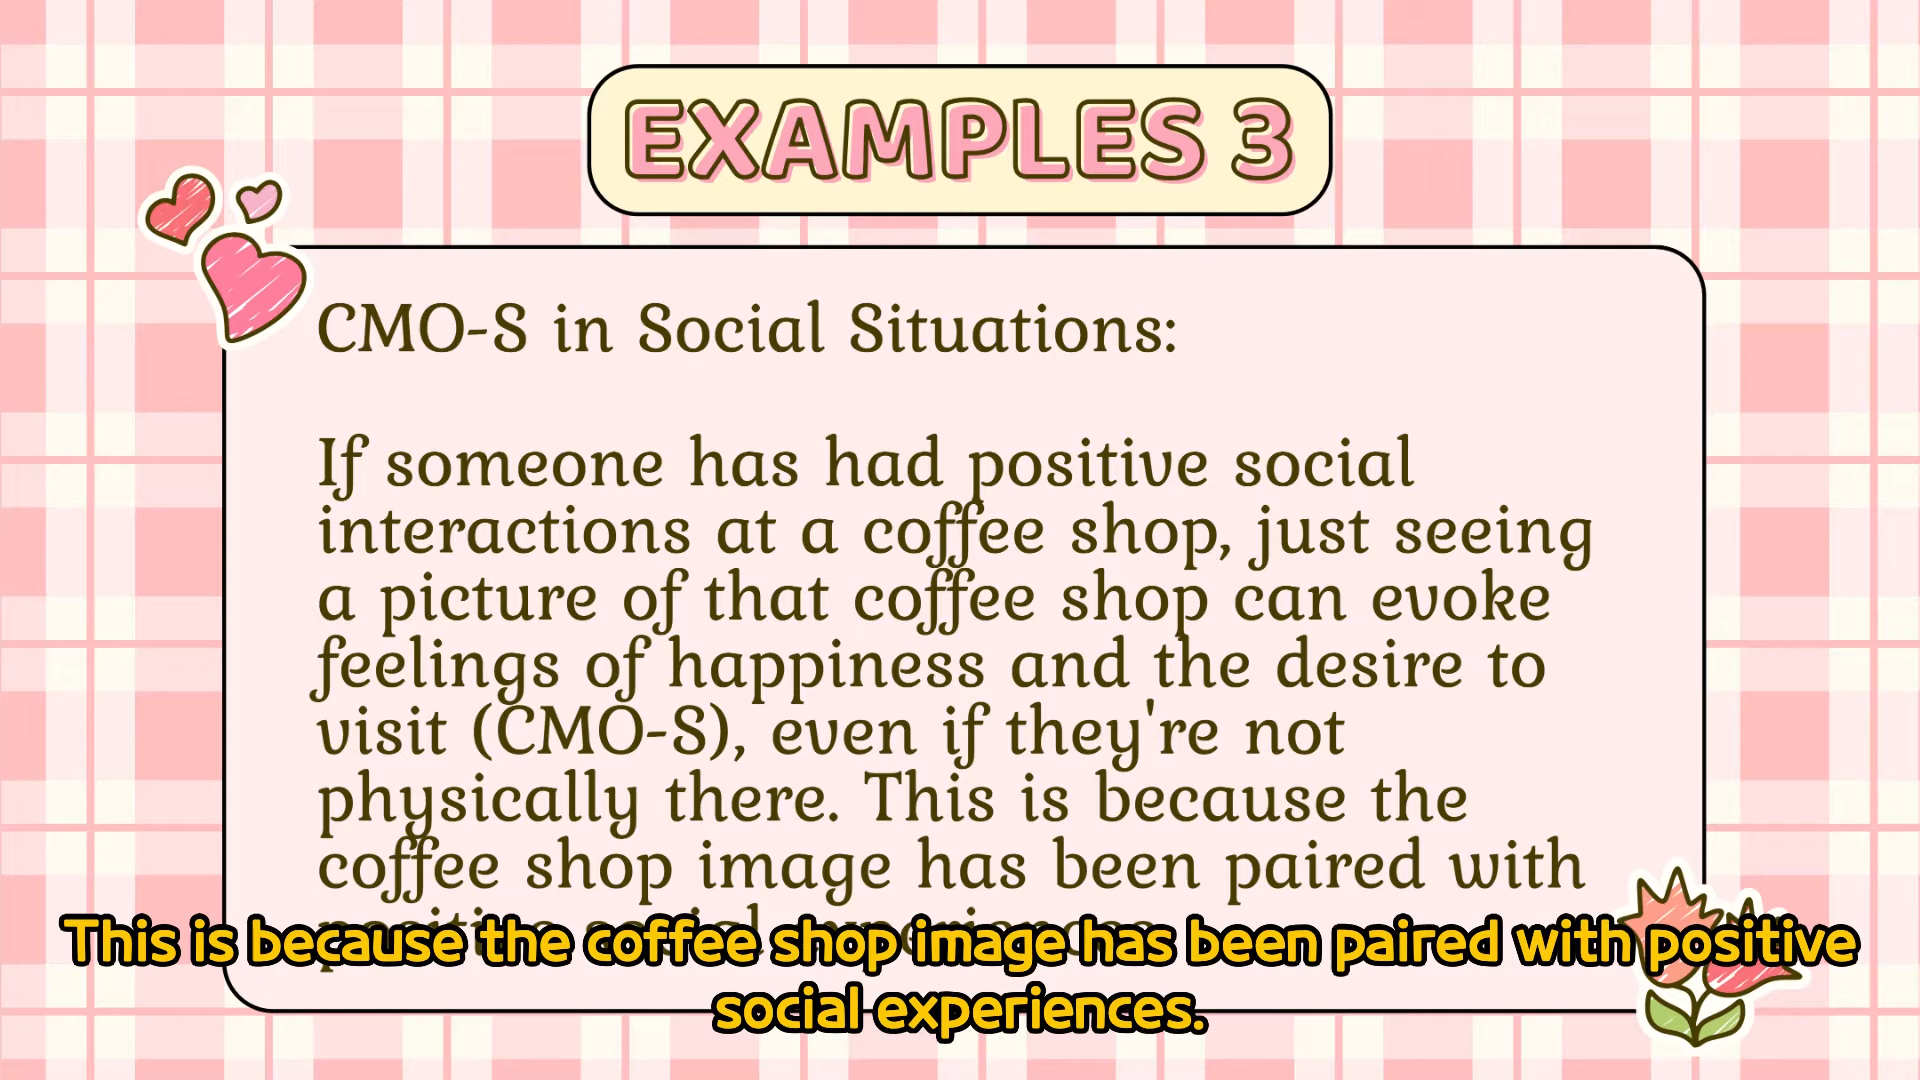 EXAMPLES 3
CMO-S in Social Situations:
If someone has had positive social
interactions at a coffee shop, just seeing
a picture of that coffee shop can evoke
feelings of happiness and the desire to
visit (CMO-S), even if they're not
physically there. This is because the
coffee shop image has been paired with
positive social experiences.
This is because the coffee shop image has been paired with positive
social experiences.